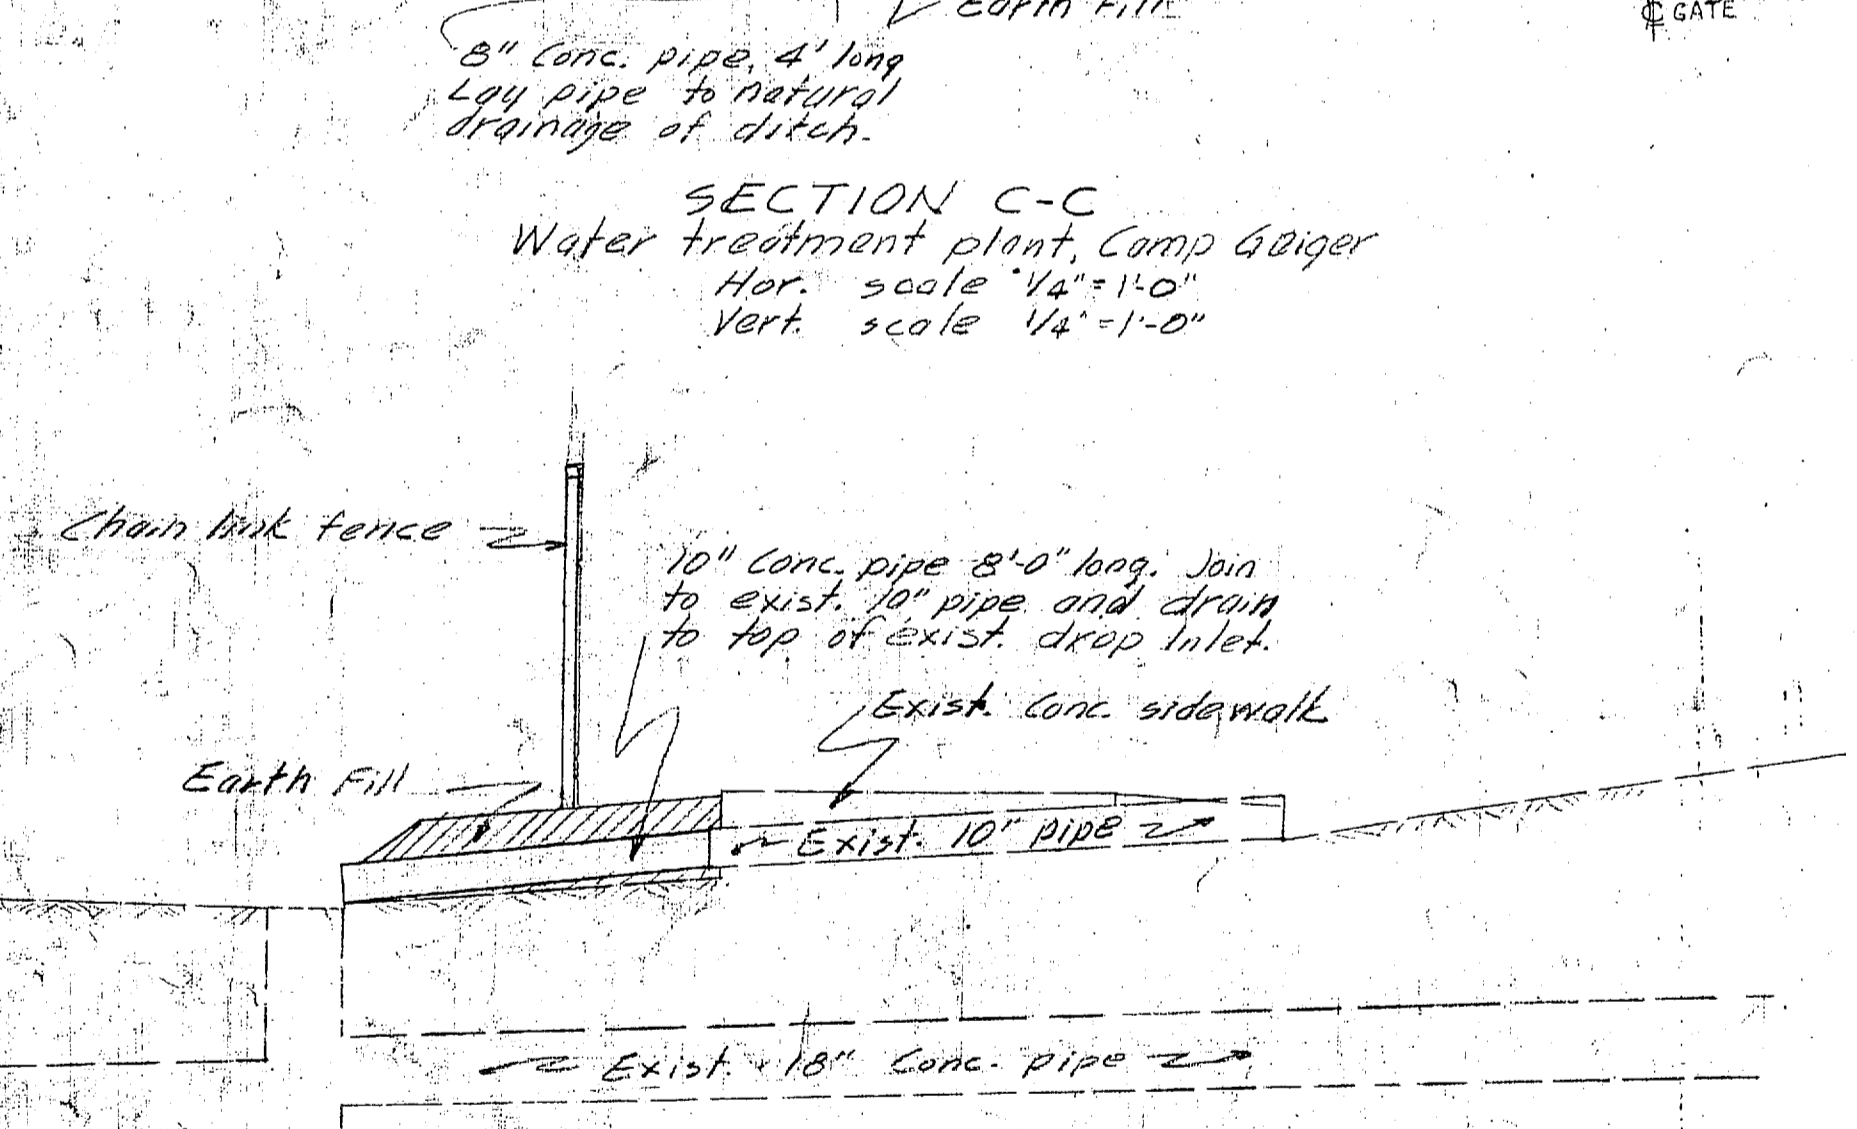 Earth Fill
℄ GATE
8" Conc. pipe, 4' long
Lay pipe to natural
drainage of ditch.
SECTION C-C
Water treatment plant, Camp Geiger
Hor. scale 1/4" = 1'-0"
Vert. scale 1/4" = 1'-0"
Chain link fence
10" Conc. pipe 8'-0" long. Join
to exist. 10" pipe and drain
to top of exist. drop Inlet.
Exist. Conc. sidewalk
Earth Fill
Exist. 10" pipe
Exist. 18" Conc. pipe